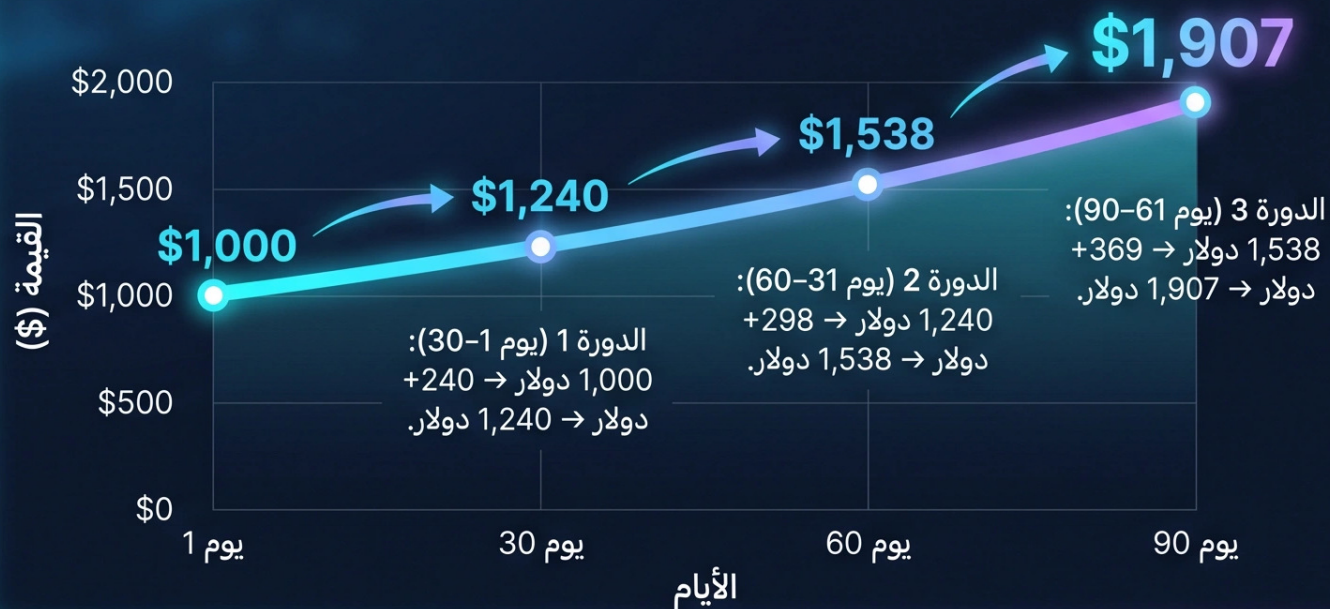 $1,907
$2,000
$1,538
$1,500
$1,240
$1,000
$1,000
$500
$0
القيمة ($)
الدورة 1 (يوم 1–30):
1,000 دولار → 240+
دولار → 1,240 دولار.
الدورة 2 (يوم 31–60):
1,240 دولار → 298+
دولار → 1,538 دولار.
الدورة 3 (يوم 61–90):
1,538 دولار → 369+
دولار → 1,907 دولار.
يوم 1
يوم 30
يوم 60
يوم 90
الأيام